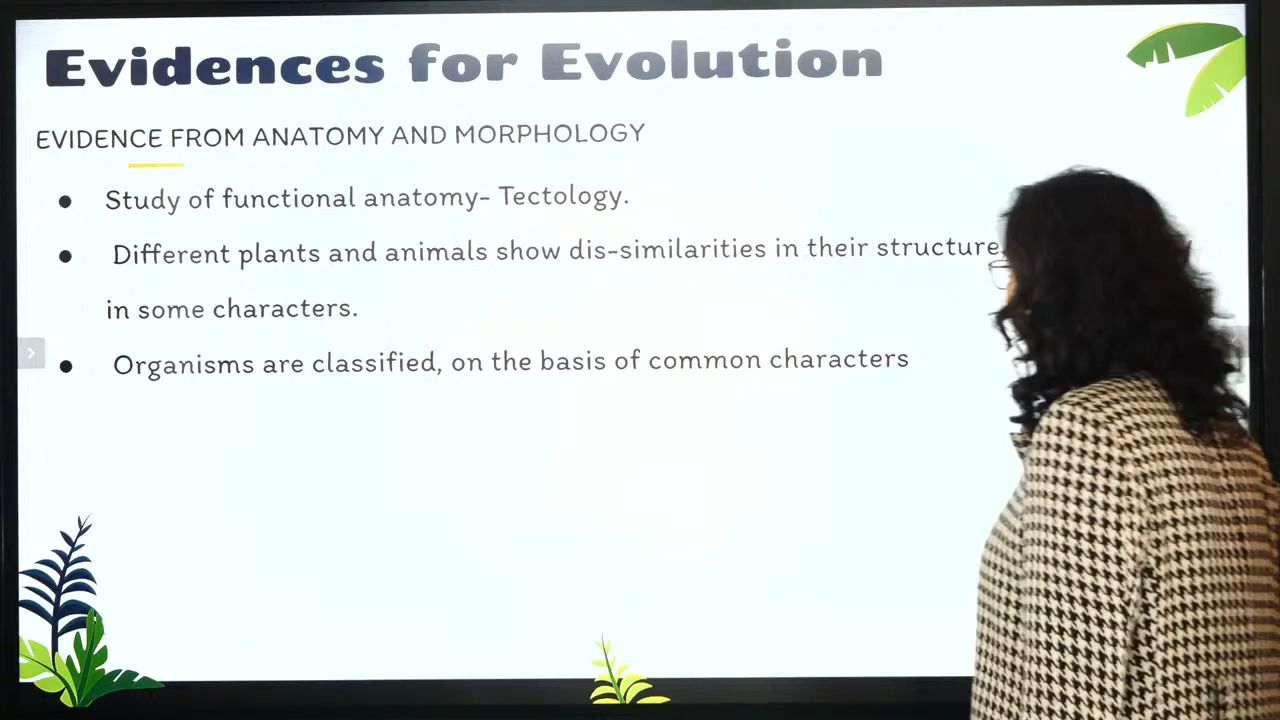 Evidences for Evolution
EVIDENCE FROM ANATOMY AND MORPHOLOGY
● Study of functional anatomy- Tectology.
● Different plants and animals show dis-similarities in their structure
in some characters.
● Organisms are classified, on the basis of common characters